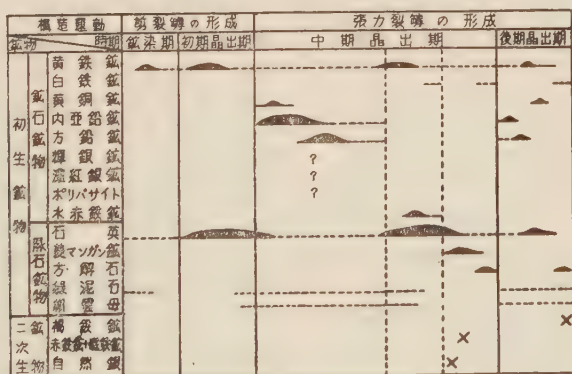 構造運動 剪裂罅の形成 張力裂罅の形成
鉱物 時期 鉱染期 初期晶出期 中期晶出期 後期晶出期
初生鉱物
鉱石鉱物
黄鉄鉱
白鉄鉱
黄銅鉱
内亜鉛鉱
方鉛鉱
輝銀鉱 ?
濃紅銀鉱 ?
ポリバサイト ?
水赤鉄鉱
脈石鉱物
石英
菱マンガン鉱
方解石
緑泥石
絹雲母
二次生鉱物
褐鉄鉱 ×
赤鉄鉱 ×
自然銀 ×